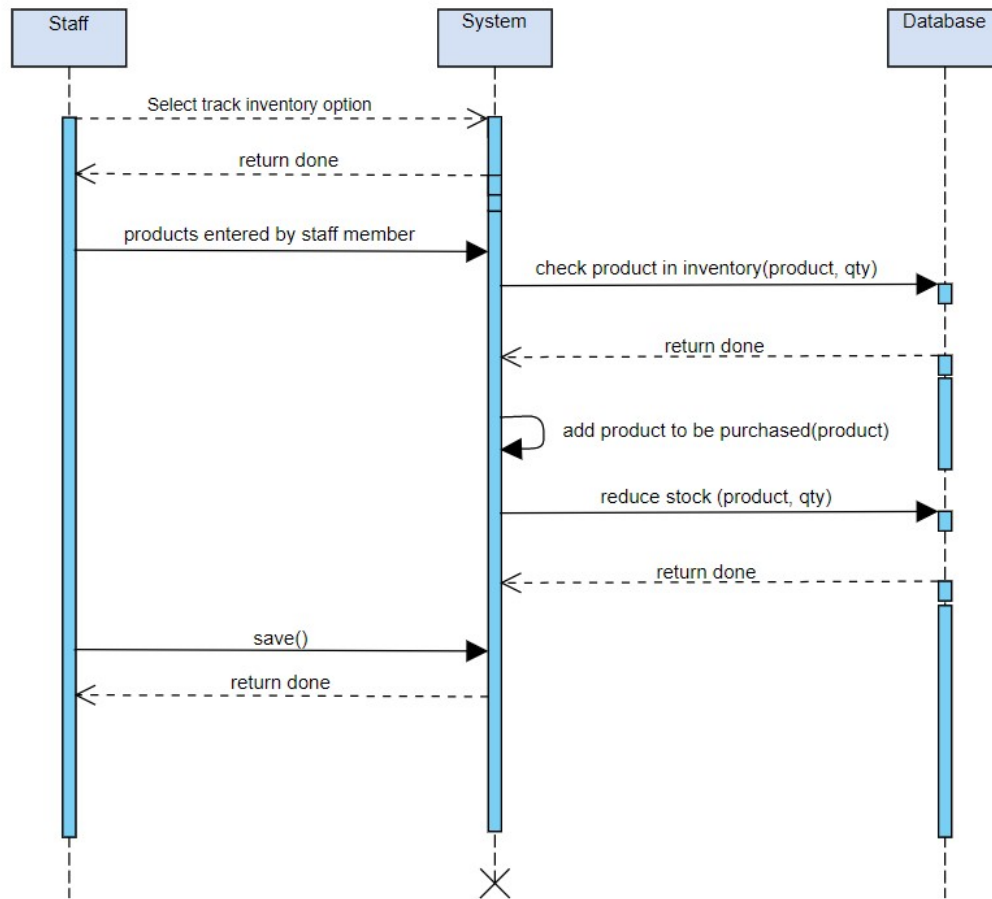 Staff
System
Database
Select track inventory option
return done
products entered by staff member
check product in inventory(product, qty)
return done
add product to be purchased(product)
reduce stock (product, qty)
return done
save()
return done